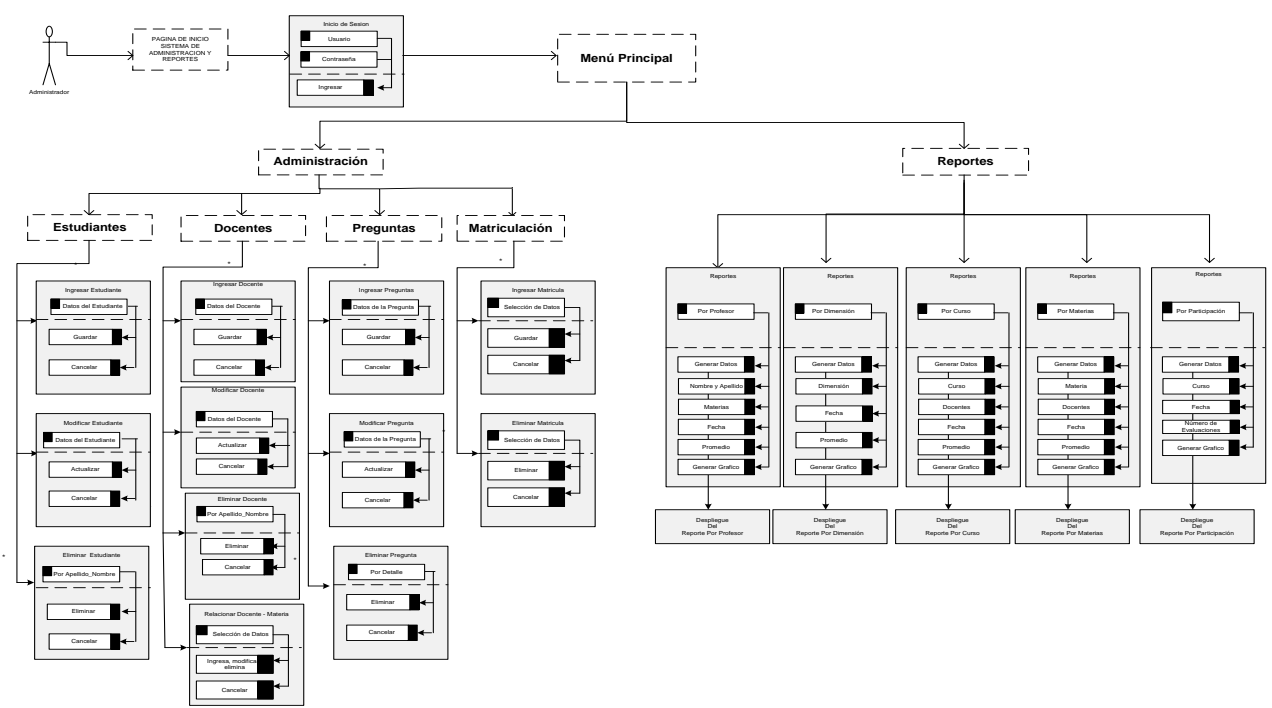 Administrador
PAGINA DE INICIO
SISTEMA DE
ADMINISTRACION Y
REPORTES
Inicio de Sesion
Usuario
Contraseña
Ingresar
Menú Principal
Administración
Reportes
Estudiantes
Docentes
Preguntas
Matriculación
Ingresar Estudiante
Datos del Estudiante
Guardar
Cancelar
Modificar Estudiante
Datos del Estudiante
Actualizar
Cancelar
Eliminar Estudiante
Por Apellido_Nombre
Eliminar
Cancelar
Ingresar Docente
Datos del Docente
Guardar
Cancelar
Modificar Docente
Datos del Docente
Actualizar
Cancelar
Eliminar Docente
Por Apellido_Nombre
Eliminar
Cancelar
Relacionar Docente - Materia
Selección de Datos
Ingresa, modifica
elimina
Cancelar
Ingresar Preguntas
Datos de la Pregunta
Guardar
Cancelar
Modificar Pregunta
Datos de la Pregunta
Actualizar
Cancelar
Eliminar Pregunta
Por Detalle
Eliminar
Cancelar
Ingresar Matricula
Selección de Datos
Guardar
Cancelar
Eliminar Matricula
Selección de Datos
Eliminar
Cancelar
Reportes
Por Profesor
Generar Datos
Nombre y Apellido
Materias
Fecha
Promedio
Generar Grafico
Despliegue
Del
Reporte Por Profesor
Reportes
Por Dimensión
Generar Datos
Dimensión
Fecha
Promedio
Generar Grafico
Despliegue
Del
Reporte Por Dimensión
Reportes
Por Curso
Generar Datos
Curso
Docentes
Fecha
Promedio
Generar Grafico
Despliegue
Del
Reporte Por Curso
Reportes
Por Materias
Generar Datos
Materia
Docentes
Fecha
Promedio
Generar Grafico
Despliegue
Del
Reporte Por Materias
Reportes
Por Participación
Generar Datos
Curso
Fecha
Número de
Evaluaciones
Generar Grafico
Despliegue
Del
Reporte Por Participación